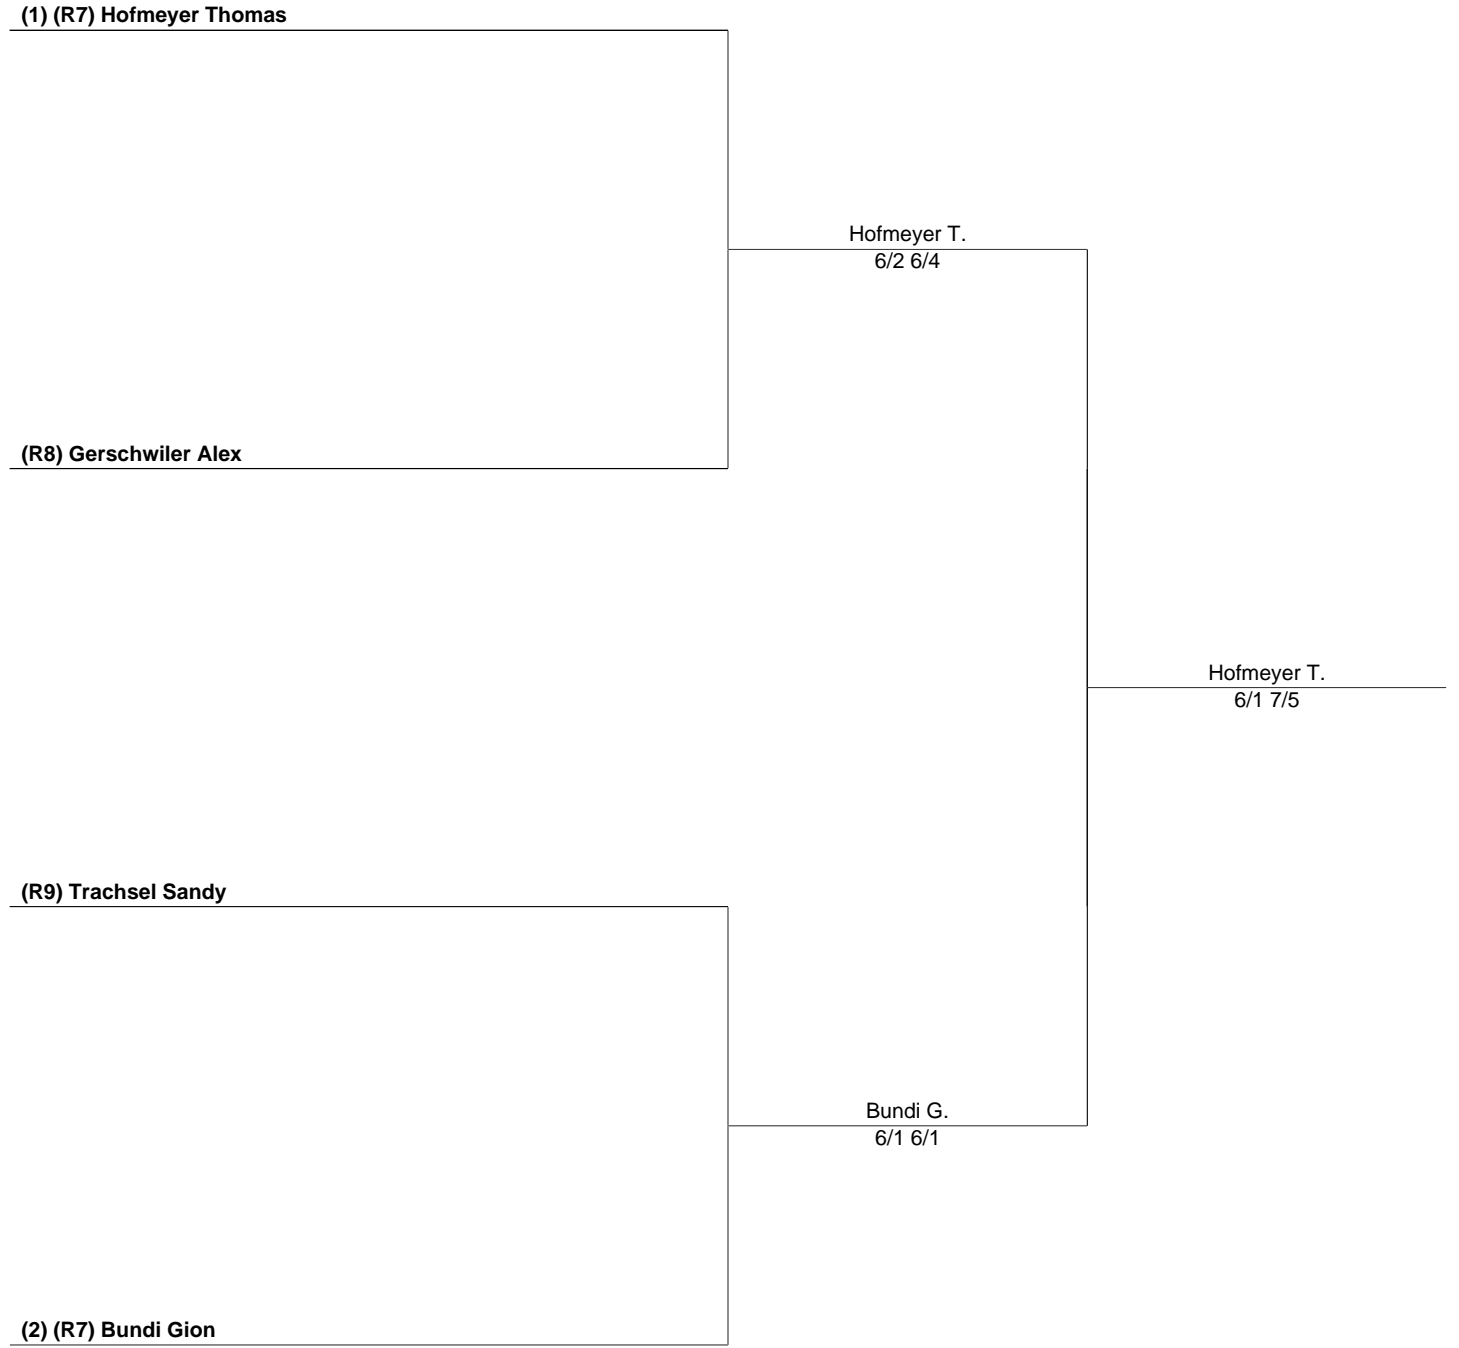 (1) (R7) Hofmeyer Thomas
Hofmeyer T.
6/2 6/4
(R8) Gerschwiler Alex
Hofmeyer T.
6/1 7/5
(R9) Trachsel Sandy
Bundi G.
6/1 6/1
(2) (R7) Bundi Gion